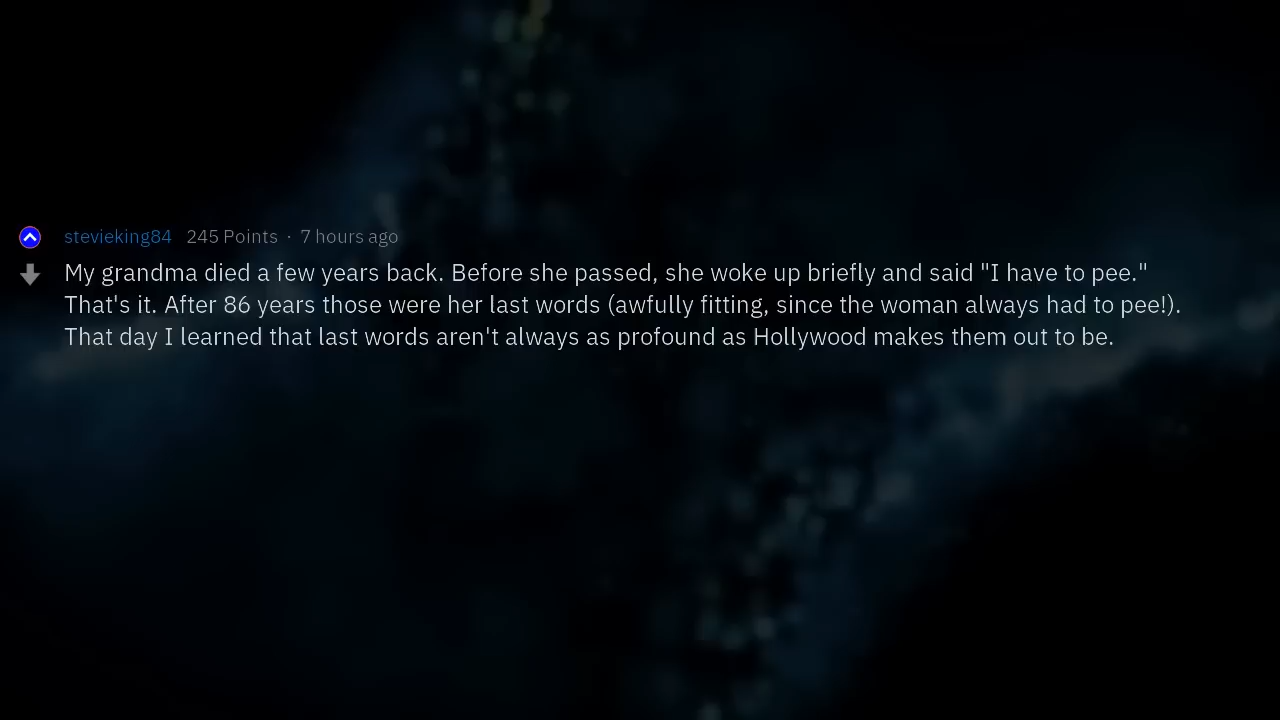 stevieking84 245 Points · 7 hours ago
My grandma died a few years back. Before she passed, she woke up briefly and said "I have to pee."
That's it. After 86 years those were her last words (awfully fitting, since the woman always had to pee!).
That day I learned that last words aren't always as profound as Hollywood makes them out to be.